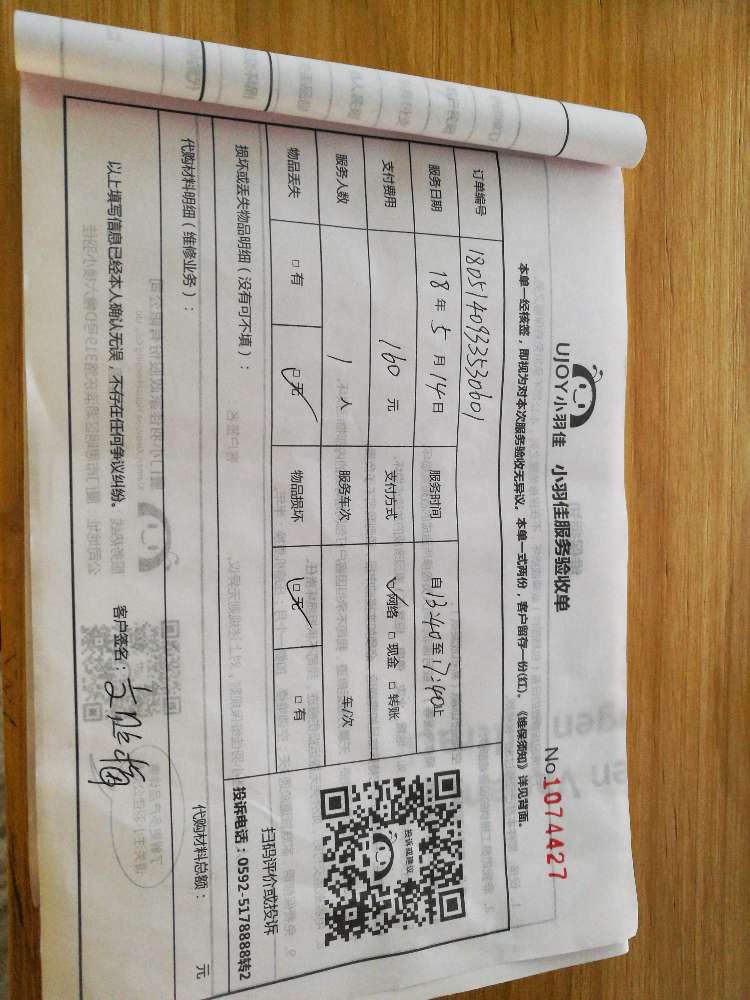 UJOY小羽佳 小羽佳服务验收单
No.1074427
本单一经核签，即视为对本次服务验收无异议。本单一式两份，客户留存一份(红)。《维保须知》详见背面。
订单编号 1805140933530601
服务日期 18年5月14日 服务时间 自13:40至17:40止
支付费用 160元 支付方式 ☑网络 □现金 □转账
服务人数 1人 服务车次 车/次
物品丢失 □有 ☑无 物品损坏 ☑无 □有
损坏或丢失物品明细（没有可不填）：
投诉或建议
扫码评价或投诉
投诉电话：0592-5178888转2
代购材料明细（维修业务）：
代购材料总额： 元
以上填写信息已经本人确认无误，不存在任何争议纠纷。 客户签名：